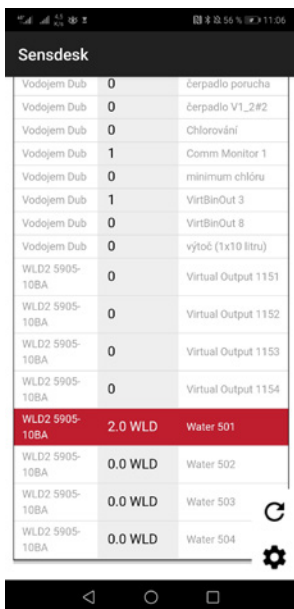 4,5
K/s
56 %
11:06
Sensdesk
Vodojem Dub 0 čerpadlo porucha
Vodojem Dub 0 čerpadlo V1_2#2
Vodojem Dub 0 Chlorování
Vodojem Dub 1 Comm Monitor 1
Vodojem Dub 0 minimum chlóru
Vodojem Dub 1 VirtBinOut 3
Vodojem Dub 0 VirtBinOut 8
Vodojem Dub 0 výtoč (1x10 litru)
WLD2 5905-
10BA
0
Virtual Output 1151
WLD2 5905-
10BA
0
Virtual Output 1152
WLD2 5905-
10BA
0
Virtual Output 1153
WLD2 5905-
10BA
0
Virtual Output 1154
WLD2 5905-
10BA
2.0 WLD
Water 501
WLD2 5905-
10BA
0.0 WLD
Water 502
WLD2 5905-
10BA
0.0 WLD
Water 503
WLD2 5905-
10BA
0.0 WLD
Water 504